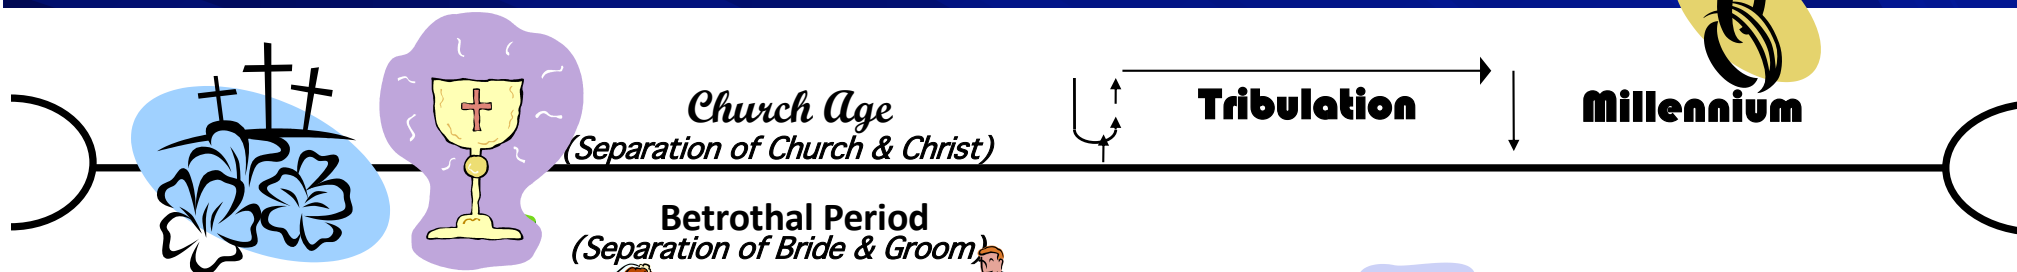 Church Age
(Separation of Church & Christ)
Tribulation
Millennium
Betrothal Period
(Separation of Bride & Groom)